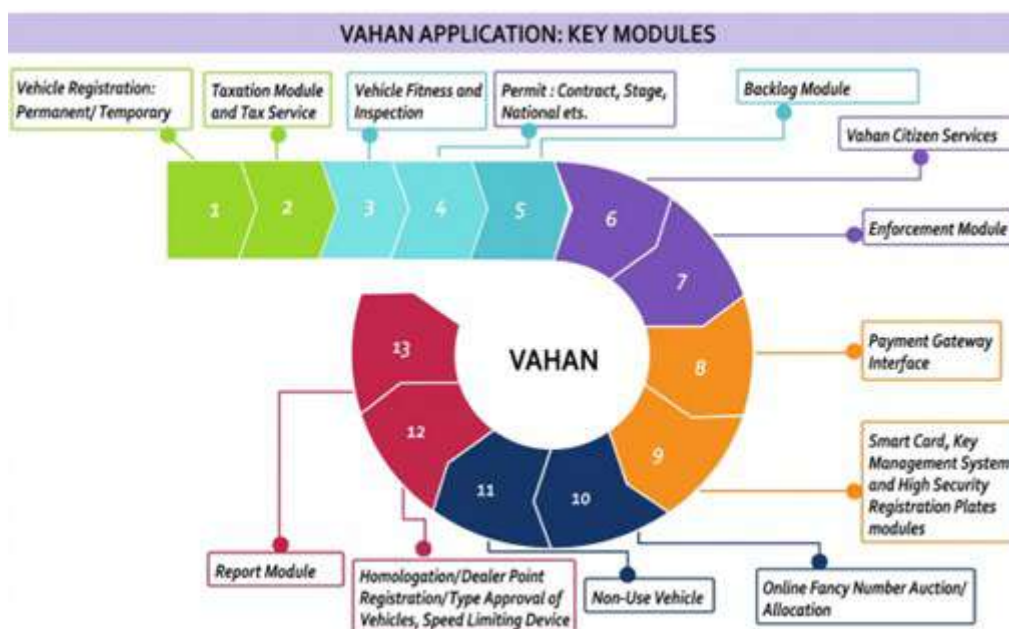 VAHAN APPLICATION: KEY MODULES
Vehicle Registration:
Permanent/ Temporary
Taxation Module
and Tax Service
Vehicle Fitness and
Inspection
Permit : Contract, Stage,
National ets.
Backlog Module
Vahan Citizen Services
Enforcement Module
Payment Gateway
Interface
Smart Card, Key
Management System
and High Security
Registration Plates
modules
Online Fancy Number Auction/
Allocation
Non-Use Vehicle
Homologation/Dealer Point
Registration/Type Approval of
Vehicles, Speed Limiting Device
Report Module
1
2
3
4
5
6
7
8
9
10
11
12
13
VAHAN